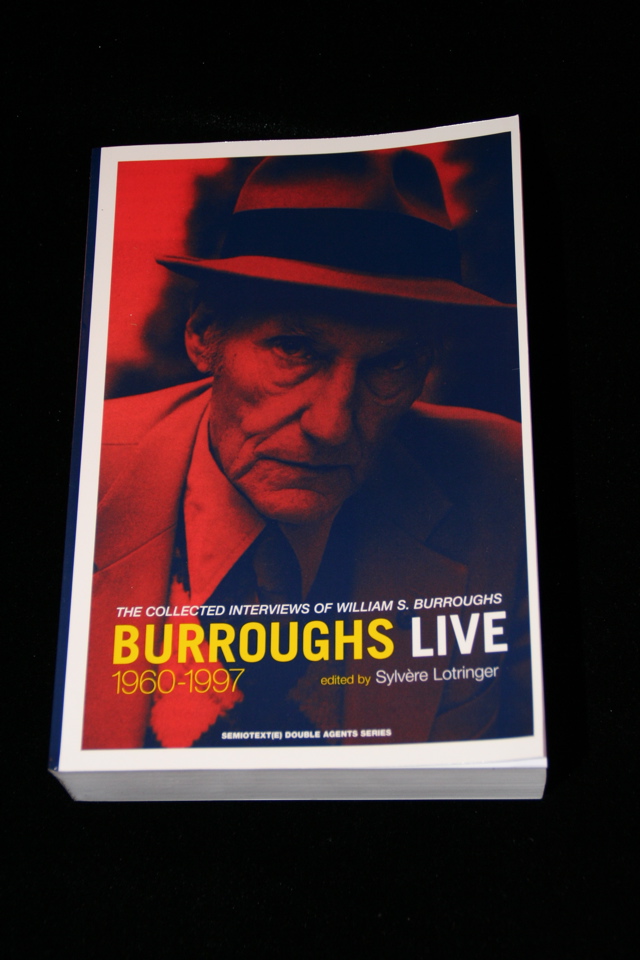 THE COLLECTED INTERVIEWS OF WILLIAM S. BURROUGHS
BURROUGHS LIVE
1960-1997 edited by Sylvère Lotringer
SEMIOTEXT(E) DOUBLE AGENTS SERIES